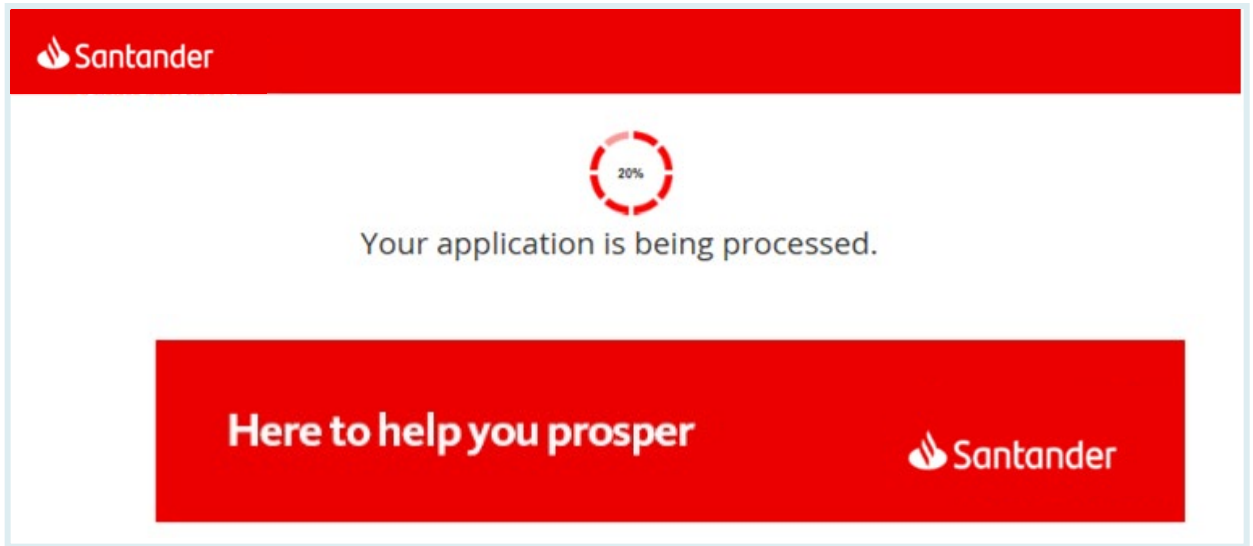 Santander
20%
Your application is being processed.
Here to help you prosper
Santander